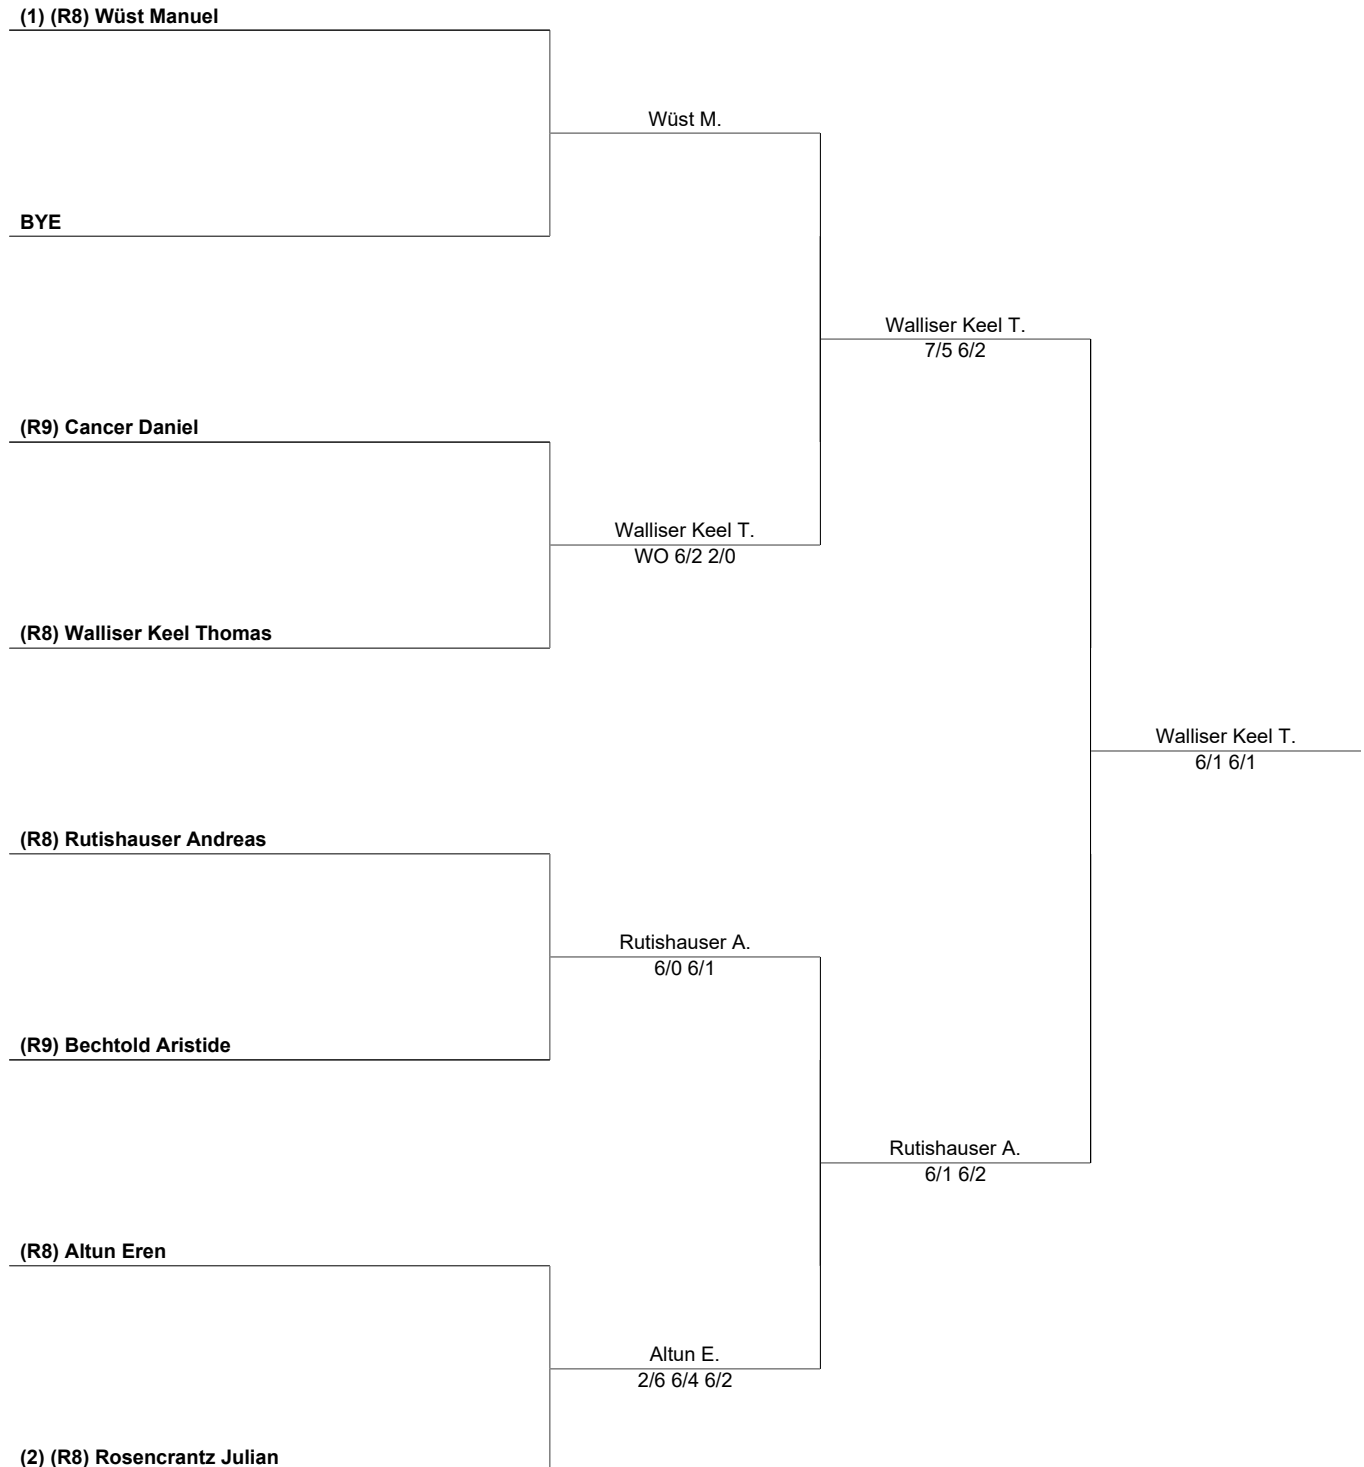 (1) (R8) Wüst Manuel
Wüst M.
BYE
Walliser Keel T.
7/5 6/2
(R9) Cancer Daniel
Walliser Keel T.
WO 6/2 2/0
(R8) Walliser Keel Thomas
Walliser Keel T.
6/1 6/1
(R8) Rutishauser Andreas
Rutishauser A.
6/0 6/1
(R9) Bechtold Aristide
Rutishauser A.
6/1 6/2
(R8) Altun Eren
Altun E.
2/6 6/4 6/2
(2) (R8) Rosencrantz Julian